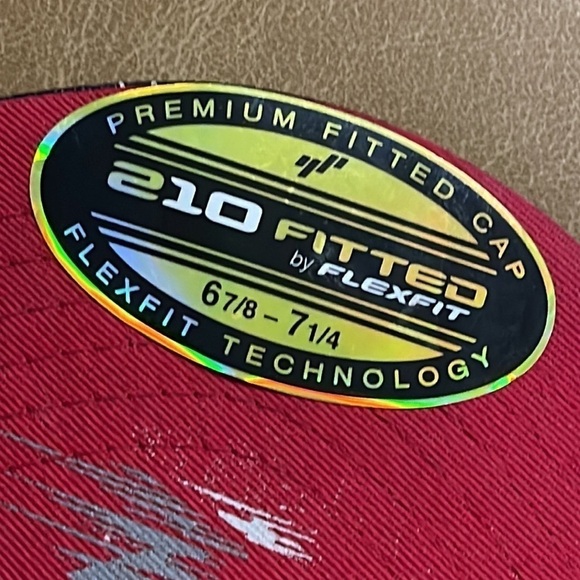 PREMIUM FITTED CAP
210 FITTED
by FLEXFIT
6 7/8 - 7 1/4
FLEXFIT TECHNOLOGY